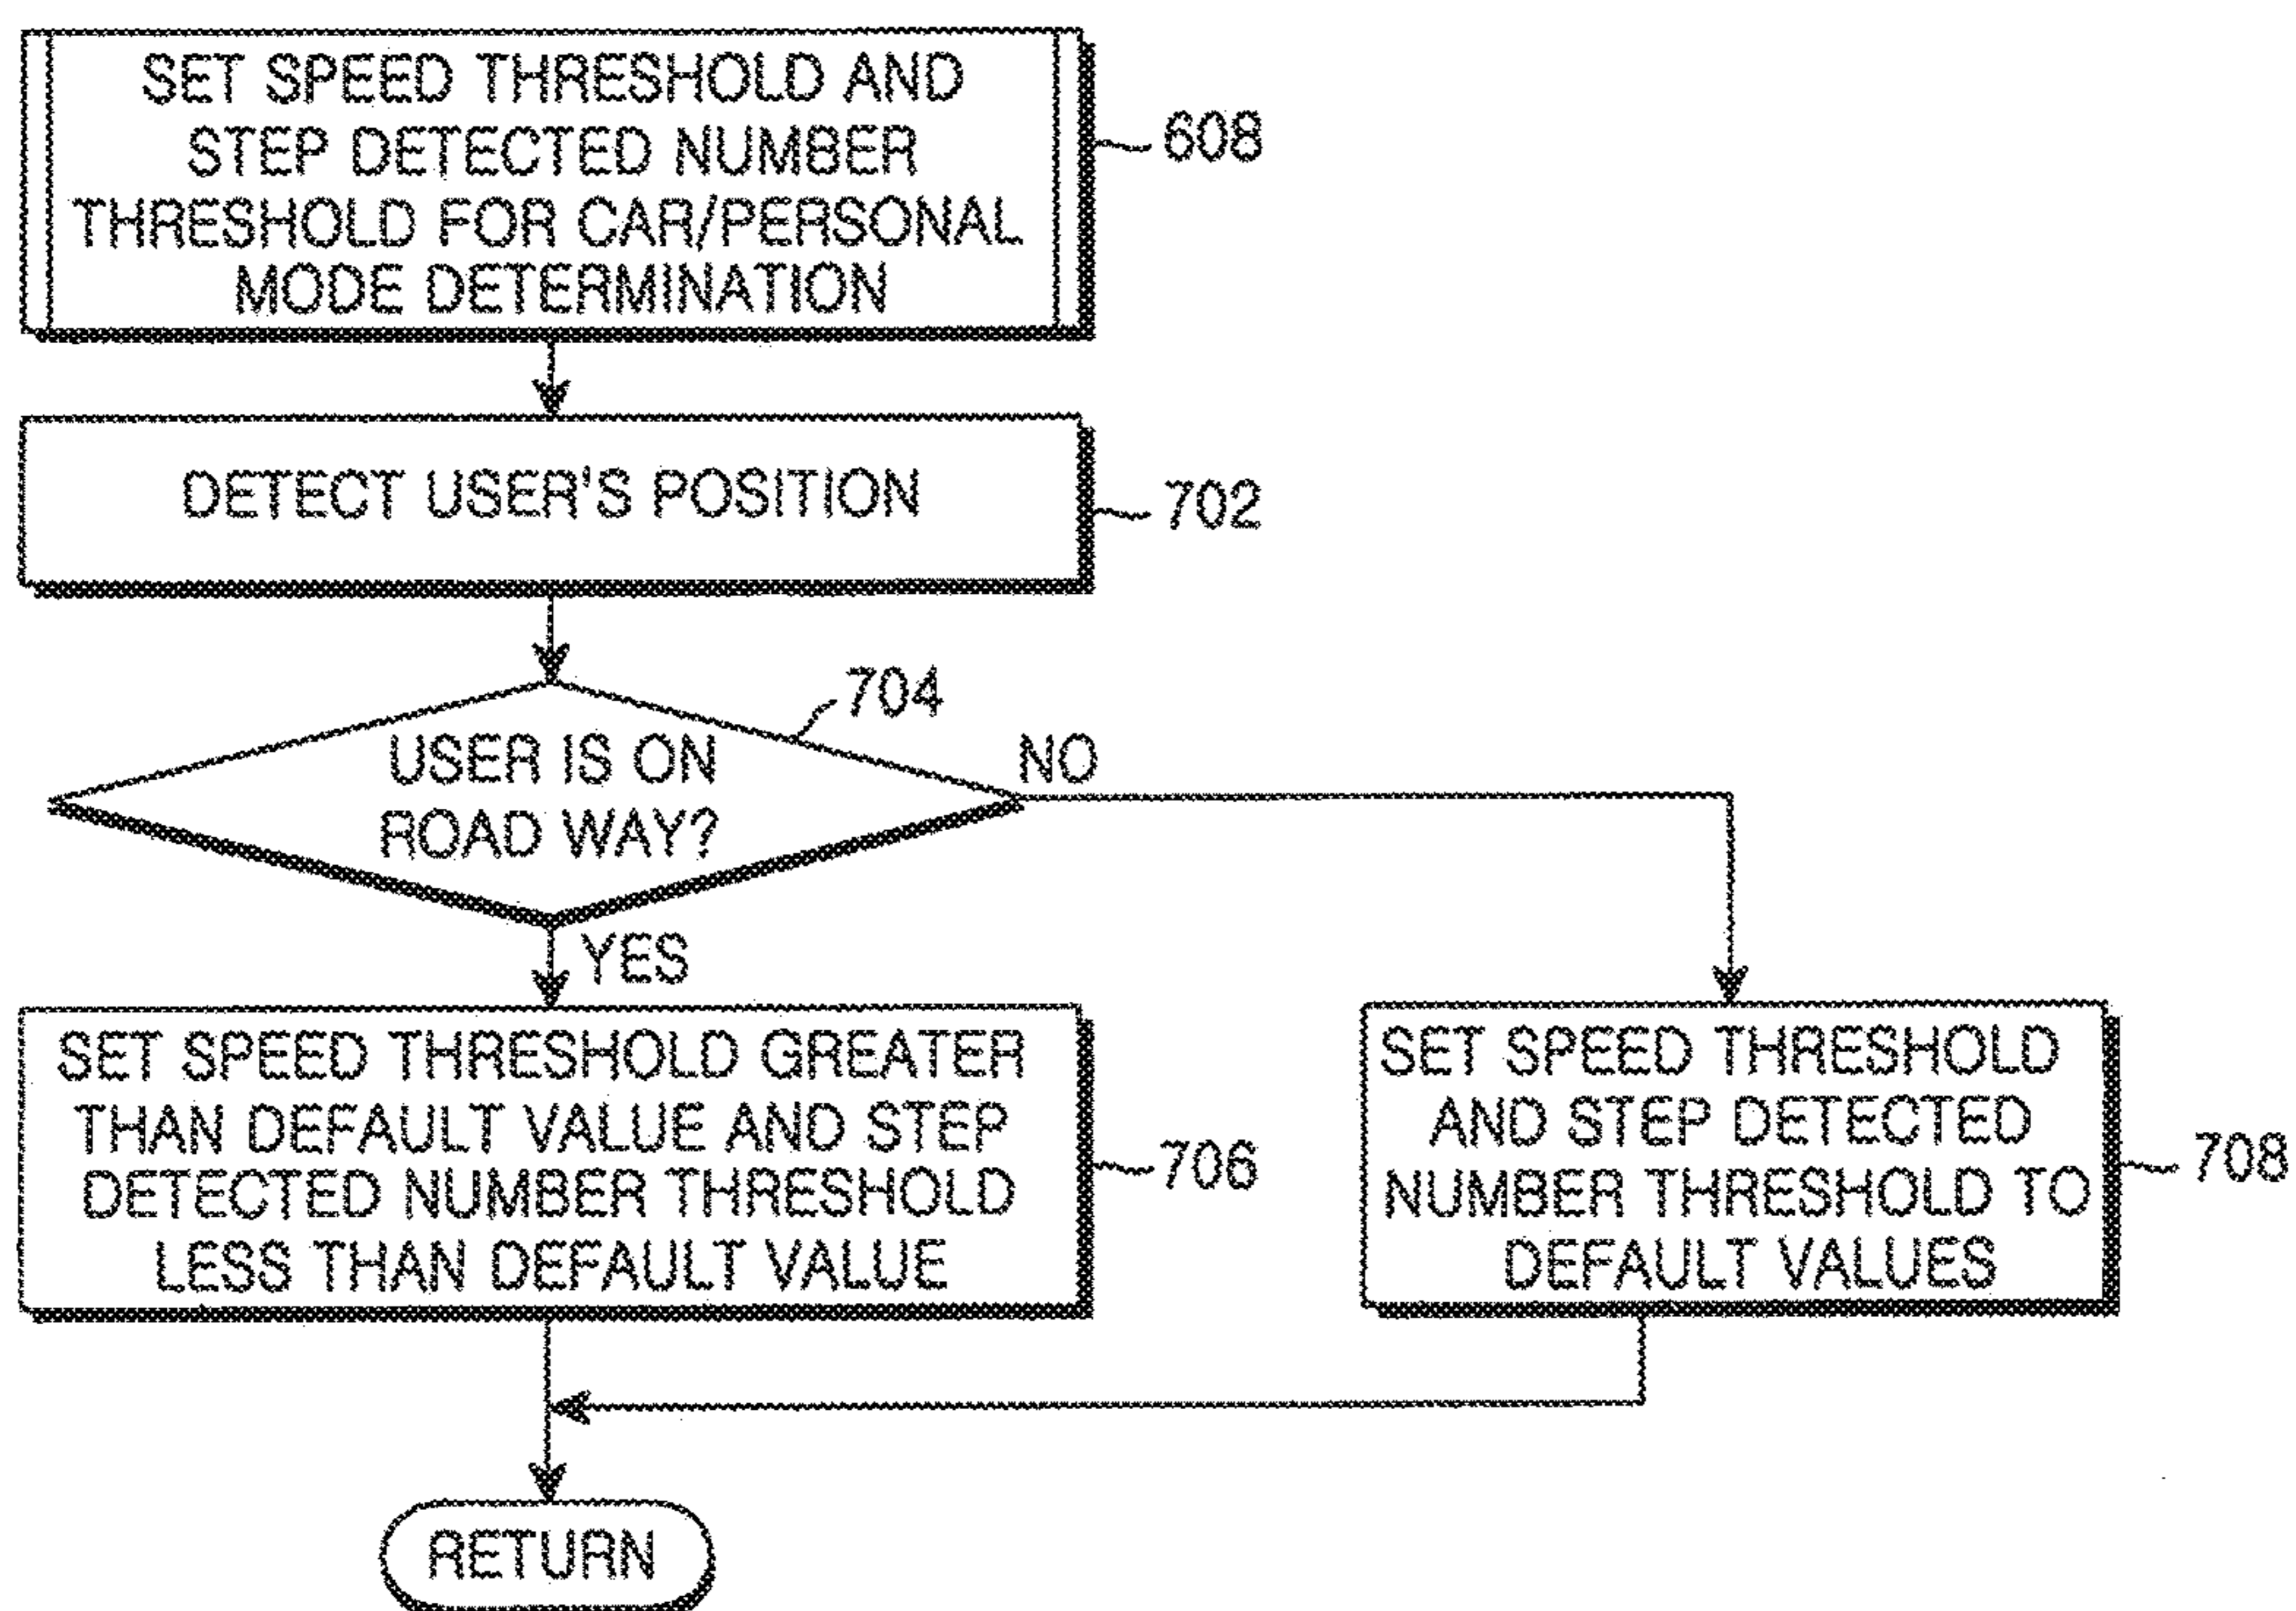 SET SPEED THRESHOLD AND
STEP DETECTED NUMBER
THRESHOLD FOR CAR/PERSONAL
MODE DETERMINATION
608
DETECT USER'S POSITION
702
704
USER IS ON
ROAD WAY?
NO
YES
SET SPEED THRESHOLD GREATER
THAN DEFAULT VALUE AND STEP
DETECTED NUMBER THRESHOLD
LESS THAN DEFAULT VALUE
706
SET SPEED THRESHOLD
AND STEP DETECTED
NUMBER THRESHOLD TO
DEFAULT VALUES
708
RETURN